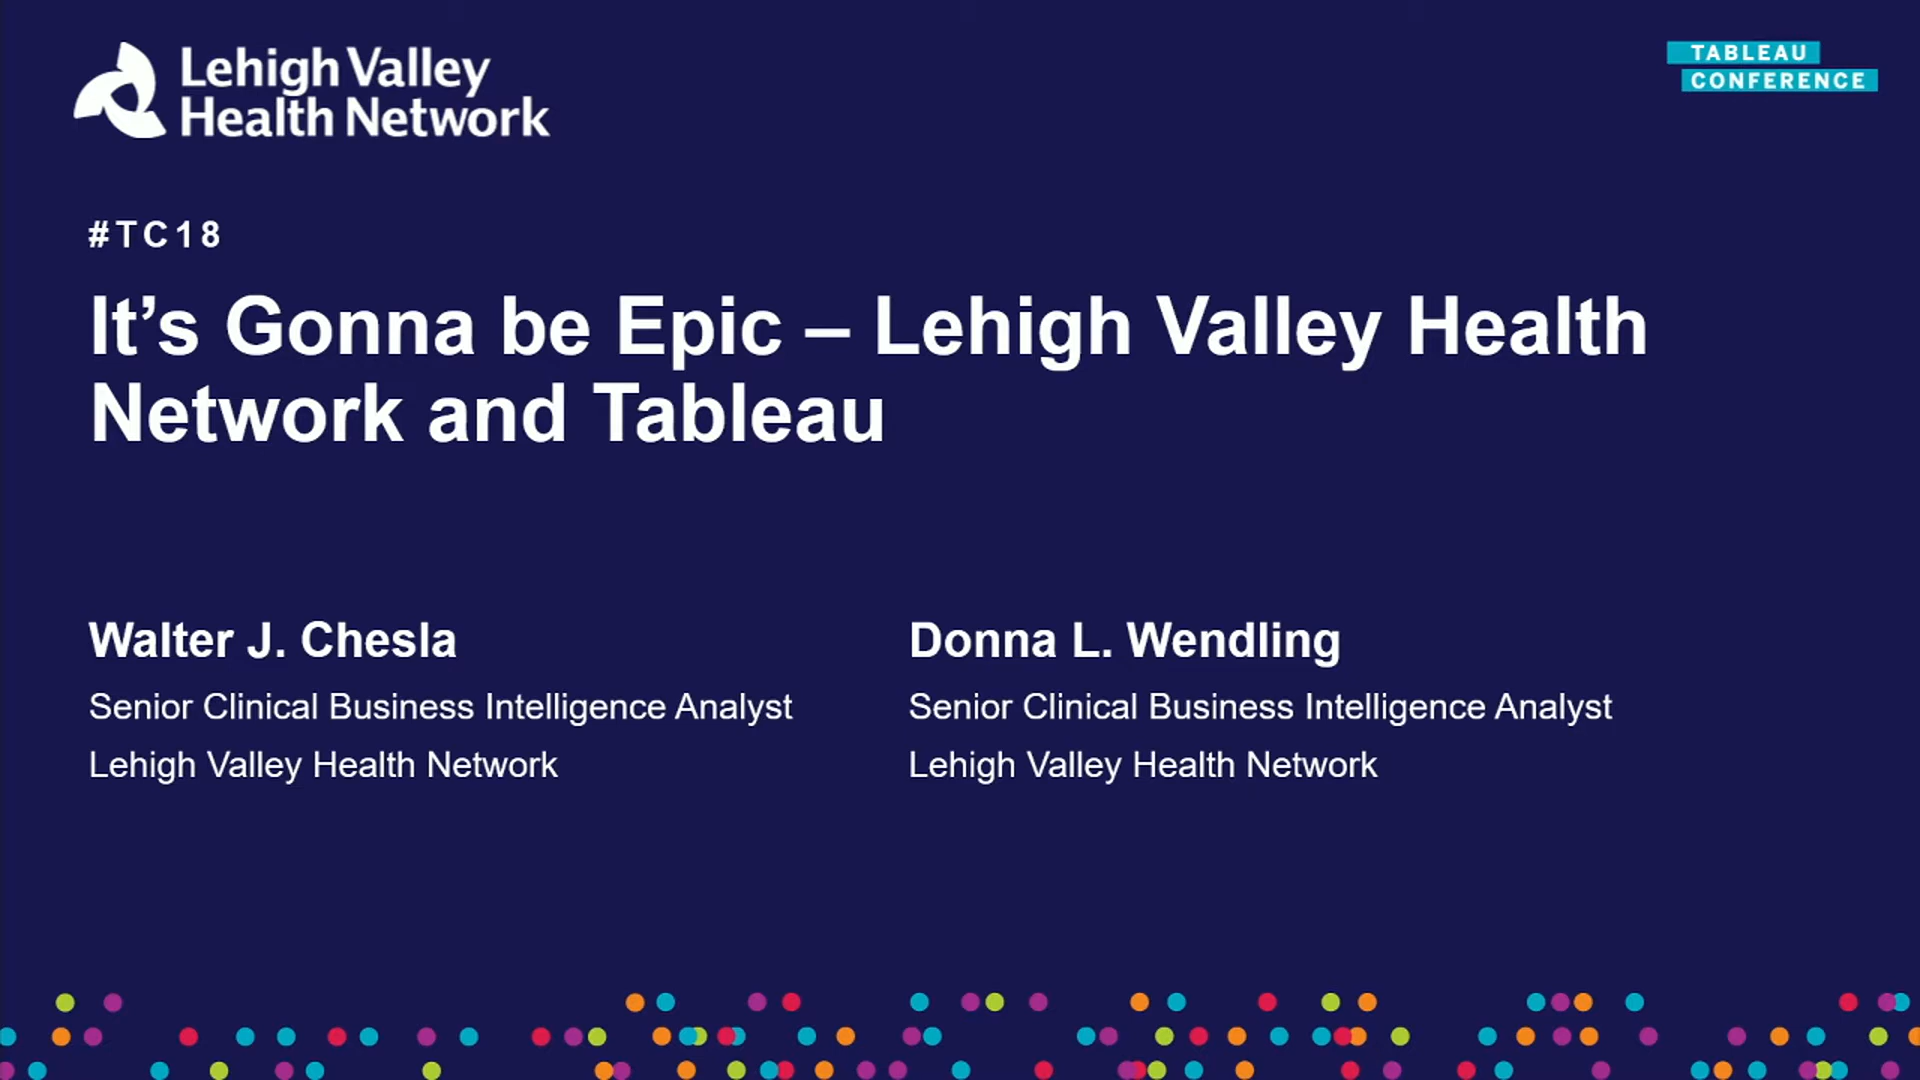 Lehigh Valley
Health Network
TABLEAU
CONFERENCE
#TC18
It’s Gonna be Epic – Lehigh Valley Health
Network and Tableau
Walter J. Chesla
Senior Clinical Business Intelligence Analyst
Lehigh Valley Health Network
Donna L. Wendling
Senior Clinical Business Intelligence Analyst
Lehigh Valley Health Network